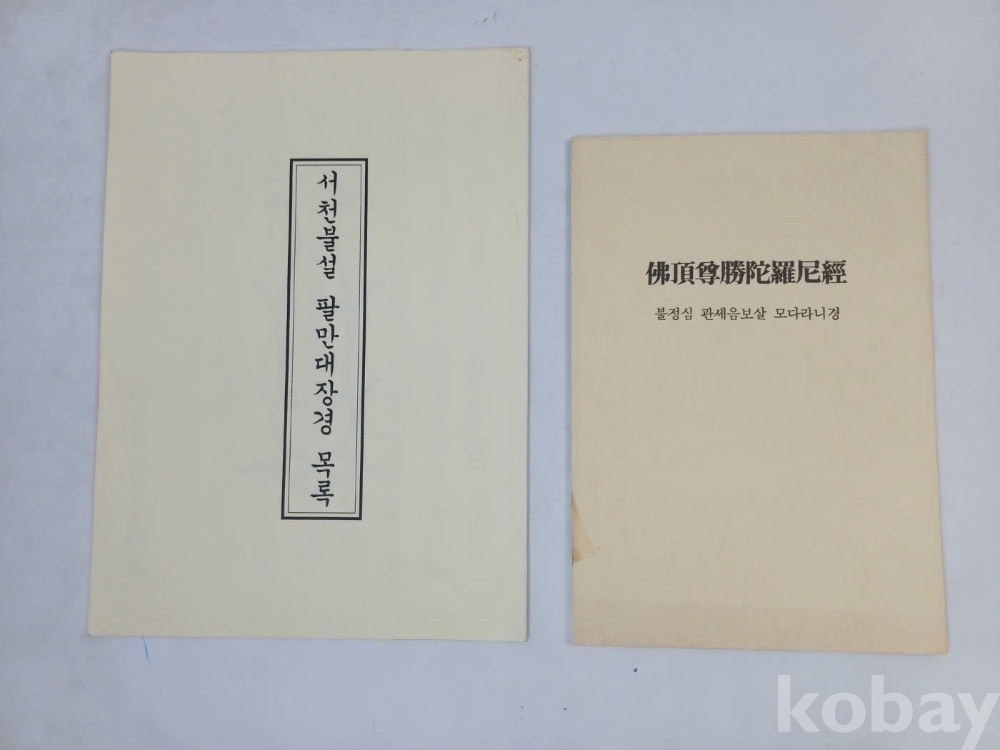 서천불설 팔만대장경 목록
佛頂尊勝陀羅尼經
불정심 관세음보살 모다라니경
kobay